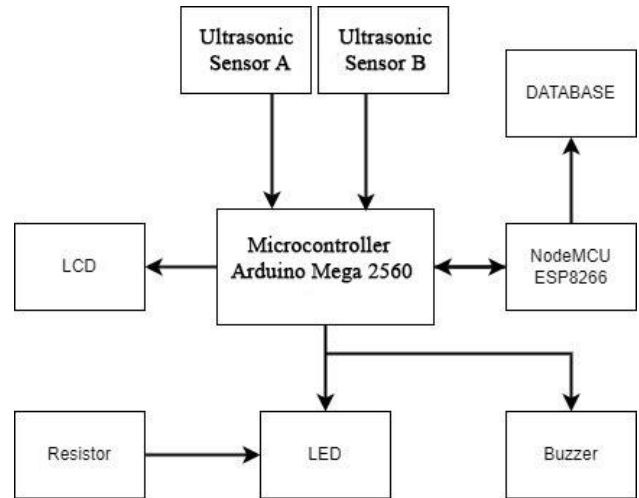 Ultrasonic
Sensor A
Ultrasonic
Sensor B
DATABASE
Microcontroller
Arduino Mega 2560
LCD
NodeMCU
ESP8266
Resistor
LED
Buzzer